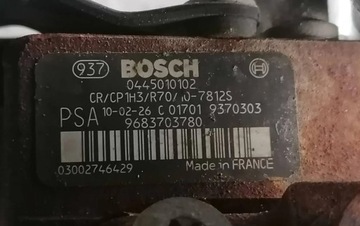 937 BOSCH
0445010102
CR/CP1H3/R70/10-7812S
PSA 10-02-26 C 01701 9370303
9683703780
03002746429 Made in FRANCE